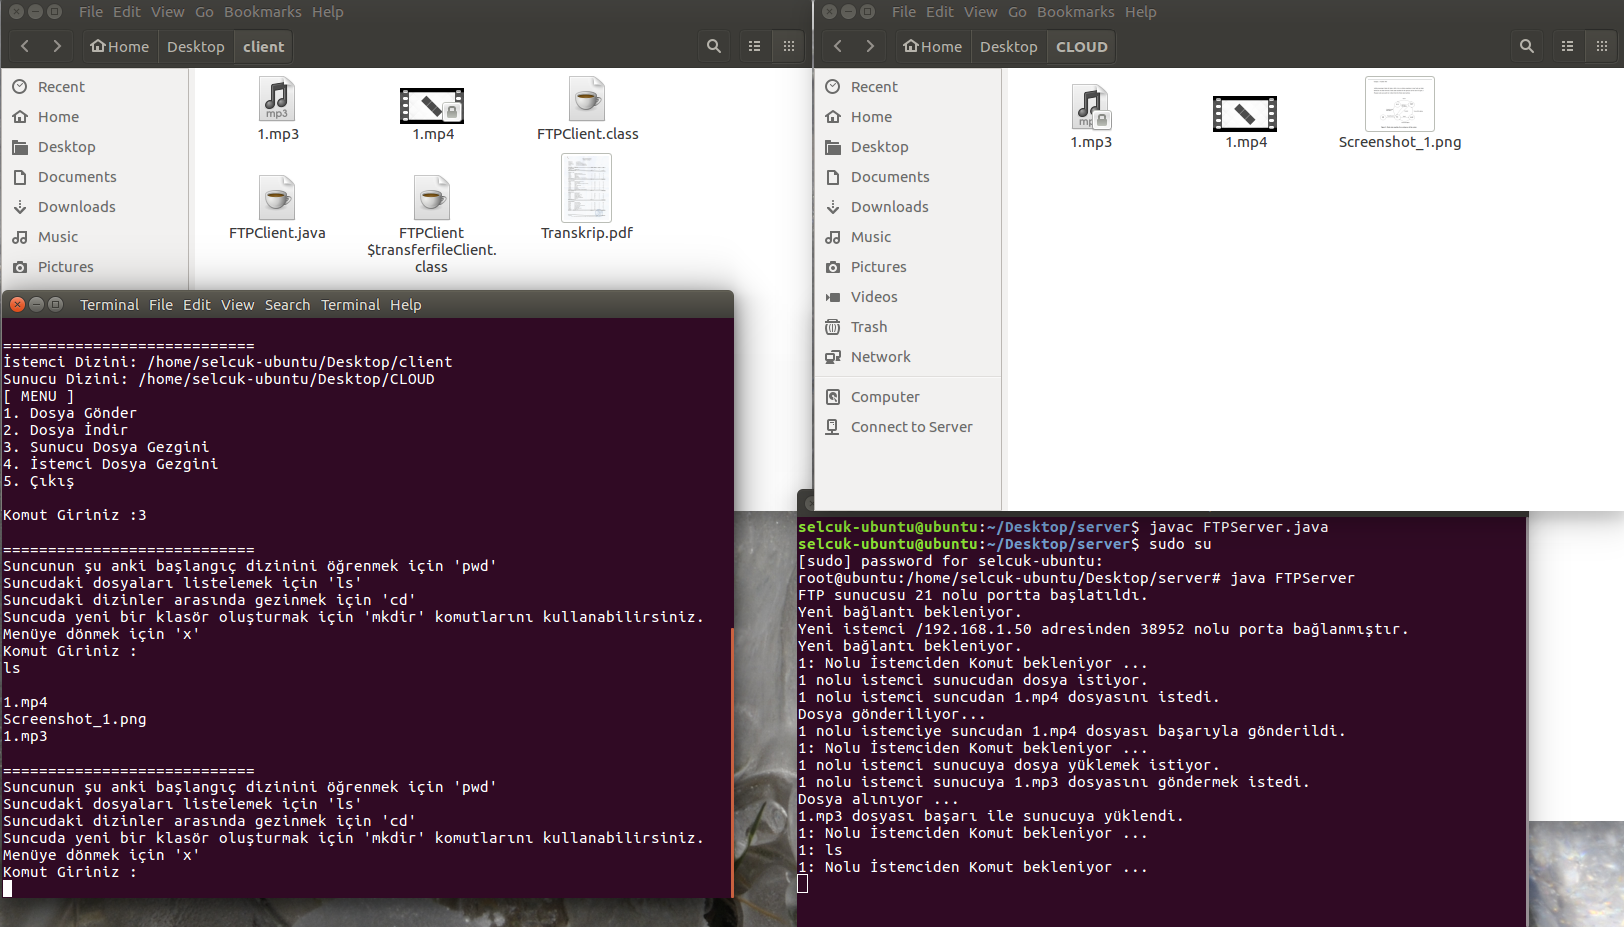 File Edit View Go Bookmarks Help
Home Desktop client
Recent
Home
Desktop
Documents
Downloads
Music
Pictures
1.mp3
1.mp4
FTPClient.class
FTPClient.java
FTPClient
$transferfileClient.
class
Transkrip.pdf
File Edit View Go Bookmarks Help
Home Desktop CLOUD
Recent
Home
Desktop
Documents
Downloads
Music
Pictures
Videos
Trash
Network
Computer
Connect to Server
1.mp3
1.mp4
Screenshot_1.png
Terminal File Edit View Search Terminal Help
============================
İstemci Dizini: /home/selcuk-ubuntu/Desktop/client
Sunucu Dizini: /home/selcuk-ubuntu/Desktop/CLOUD
[ MENU ]
1. Dosya Gönder
2. Dosya İndir
3. Sunucu Dosya Gezgini
4. İstemci Dosya Gezgini
5. Çıkış
Komut Giriniz :3
============================
Suncunun şu anki başlangıç dizinini öğrenmek için 'pwd'
Suncudaki dosyaları listelemek için 'ls'
Suncudaki dizinler arasında gezinmek için 'cd'
Suncuda yeni bir klasör oluşturmak için 'mkdir' komutlarını kullanabilirsiniz.
Menüye dönmek için 'x'
Komut Giriniz :
ls
1.mp4
Screenshot_1.png
1.mp3
============================
Suncunun şu anki başlangıç dizinini öğrenmek için 'pwd'
Suncudaki dosyaları listelemek için 'ls'
Suncudaki dizinler arasında gezinmek için 'cd'
Suncuda yeni bir klasör oluşturmak için 'mkdir' komutlarını kullanabilirsiniz.
Menüye dönmek için 'x'
Komut Giriniz :
selcuk-ubuntu@ubuntu:~/Desktop/server$ javac FTPServer.java
selcuk-ubuntu@ubuntu:~/Desktop/server$ sudo su
[sudo] password for selcuk-ubuntu:
root@ubuntu:/home/selcuk-ubuntu/Desktop/server# java FTPServer
FTP sunucusu 21 nolu portta başlatıldı.
Yeni bağlantı bekleniyor.
Yeni istemci /192.168.1.50 adresinden 38952 nolu porta bağlanmıştır.
Yeni bağlantı bekleniyor.
1: Nolu İstemciden Komut bekleniyor ...
1 nolu istemci sunucudan dosya istiyor.
1 nolu istemci suncudan 1.mp4 dosyasını istedi.
Dosya gönderiliyor...
1 nolu istemciye suncudan 1.mp4 dosyası başarıyla gönderildi.
1: Nolu İstemciden Komut bekleniyor ...
1 nolu istemci sunucuya dosya yüklemek istiyor.
1 nolu istemci sunucuya 1.mp3 dosyasını göndermek istedi.
Dosya alınıyor ...
1.mp3 dosyası başarı ile sunucuya yüklendi.
1: Nolu İstemciden Komut bekleniyor ...
1: ls
1: Nolu İstemciden Komut bekleniyor ...